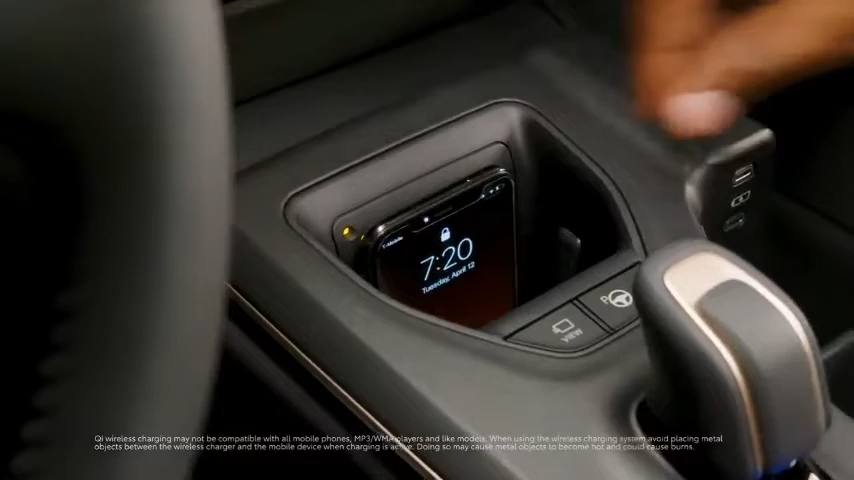 T-Mobile
7:20
Tuesday, April 12
P
VIEW
Qi wireless charging may not be compatible with all mobile phones, MP3/WMA players and like models. When using the wireless charging system avoid placing metal
objects between the wireless charger and the mobile device when charging is active. Doing so may cause metal objects to become hot and could cause burns.